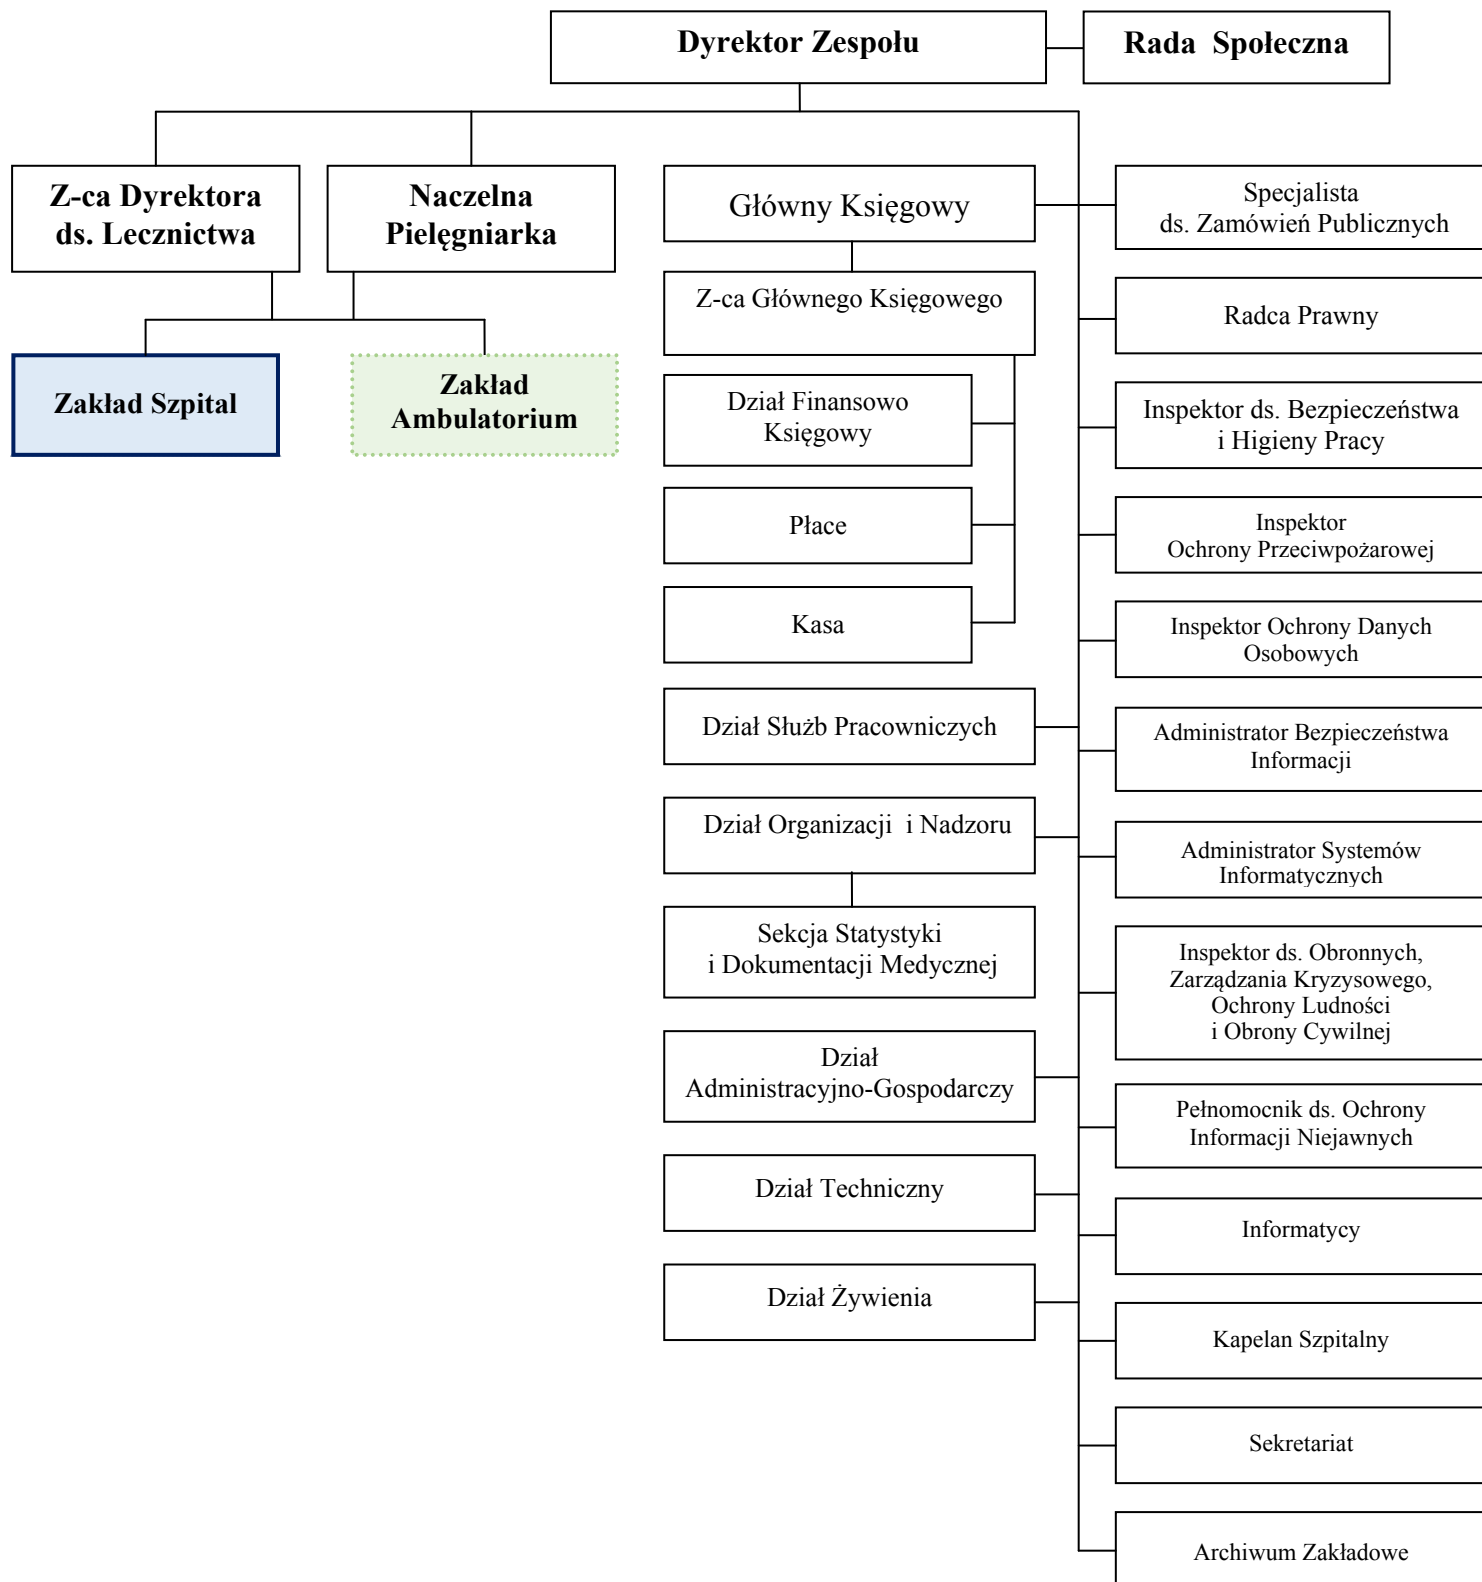 Dyrektor Zespołu
Rada Społeczna
Z-ca Dyrektora
ds. Lecznictwa
Naczelna
Pielęgniarka
Zakład Szpital
Zakład
Ambulatorium
Główny Księgowy
Z-ca Głównego Księgowego
Dział Finansowo
Księgowy
Płace
Kasa
Dział Służb Pracowniczych
Dział Organizacji i Nadzoru
Sekcja Statystyki
i Dokumentacji Medycznej
Dział
Administracyjno-Gospodarczy
Dział Techniczny
Dział Żywienia
Specjalista
ds. Zamówień Publicznych
Radca Prawny
Inspektor ds. Bezpieczeństwa
i Higieny Pracy
Inspektor
Ochrony Przeciwpożarowej
Inspektor Ochrony Danych
Osobowych
Administrator Bezpieczeństwa
Informacji
Administrator Systemów
Informatycznych
Inspektor ds. Obronnych,
Zarządzania Kryzysowego,
Ochrony Ludności
i Obrony Cywilnej
Pełnomocnik ds. Ochrony
Informacji Niejawnych
Informatycy
Kapelan Szpitalny
Sekretariat
Archiwum Zakładowe